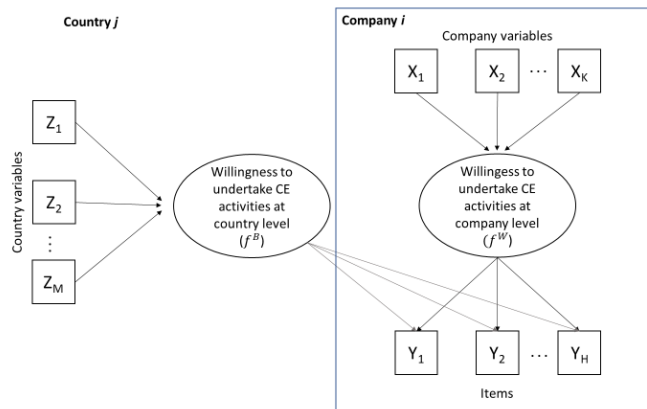 Country j
Country variables
Z1
Z2
⋮
ZM
Willingness to
undertake CE
activities at
country level
(f^B)
Company i
Company variables
X1
X2
...
XK
Willingess to
undertake CE
activities at
company level
(f^W)
Y1
Y2
...
YH
Items